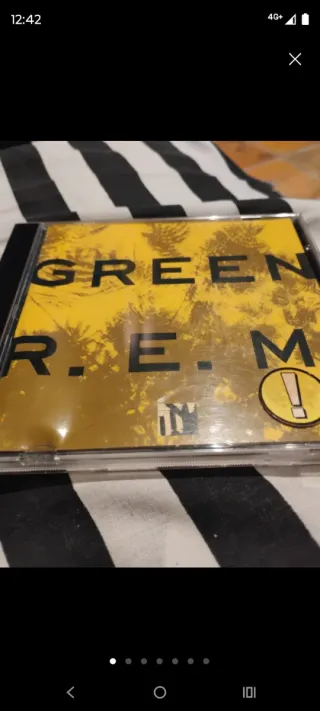 12:42
4G+
GREEN
R. E. M
!